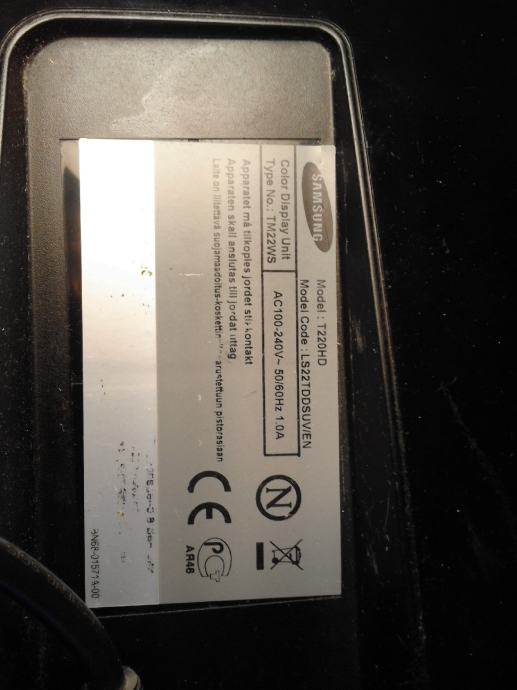 SAMSUNG
Model : T220HD
Model Code : LS22TDDSUV/EN
Color Display Unit
Type No.: TM22WS
AC100-240V~ 50/60Hz 1.0A
Apparatet må tilkoples jordet stikkontakt
Apparaten skall anslutas till jordat uttag
Laite on liitettävä suojamaadoitus-koskettimilla varustettuun pistorasiaan
N
CE
PG
AR46